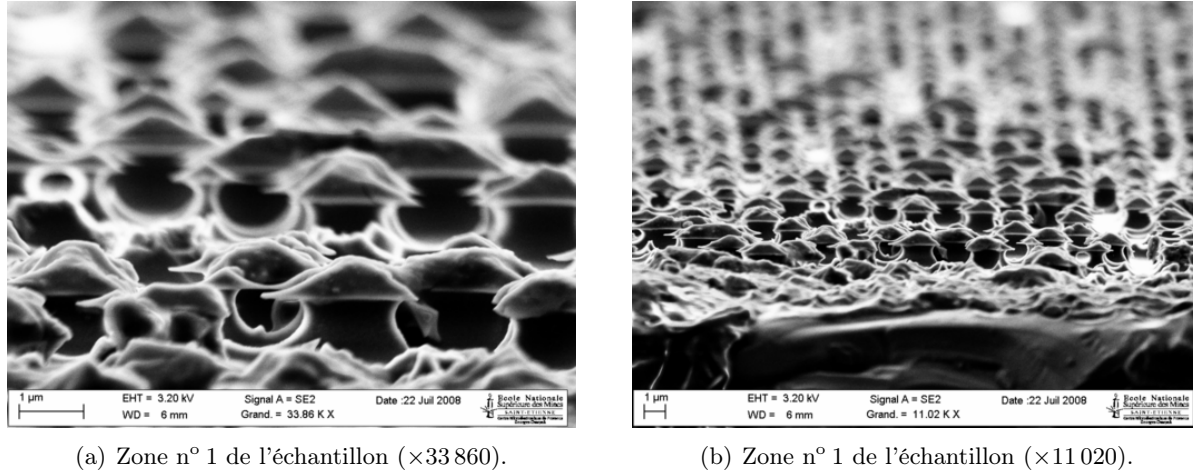 1 µm
EHT = 3.20 kV
WD = 6 mm
Signal A = SE2
Grand. = 33.86 K X
Date :22 Juil 2008
Ecole Nationale
Supérieure des Mines
SAINT-ETIENNE
1 µm
EHT = 3.20 kV
WD = 6 mm
Signal A = SE2
Grand. = 11.02 K X
Date :22 Juil 2008
Ecole Nationale
Supérieure des Mines
SAINT-ETIENNE
(a) Zone nº 1 de l'échantillon (×33 860).
(b) Zone nº 1 de l'échantillon (×11 020).